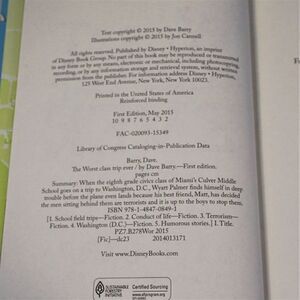 Text copyright © 2015 by Dave Barry
Illustrations copyright © 2015 by Jon Cannell
All rights reserved. Published by Disney • Hyperion, an imprint
of Disney Book Group. No part of this book may be reproduced or transmitted
in any form or by any means, electronic or mechanical, including photocopying,
recording, or by any information storage and retrieval system, without written
permission from the publisher. For information address Disney • Hyperion,
125 West End Avenue, New York, New York 10023.
Printed in the United States of America
Reinforced binding
First Edition, May 2015
10 9 8 7 6 5 4 3 2
FAC-020093-15349
Library of Congress Cataloging-in-Publication Data
Barry, Dave.
The Worst class trip ever / by Dave Barry.—First edition.
pages cm
Summary: When the eighth grade civics class of Miami's Culver Middle
School goes on a trip to Washington, D.C., Wyatt Palmer finds himself in deep
trouble before the plane even lands because his best friend, Matt, has decided
the men sitting behind them are terrorists and it is up to the boys to stop them.
ISBN 978-1-4847-0849-1
[1. School field trips—Fiction. 2. Conduct of life—Fiction. 3. Terrorism—
Fiction. 4. Washington (D.C.)—Fiction. 5. Humorous stories.] I. Title.
PZ7.B278Wor 2015
[Fic]—dc23 2014013171
Visit www.DisneyBooks.com
SUSTAINABLE
FORESTRY
INITIATIVE
Certified Sourcing
www.sfiprogram.org